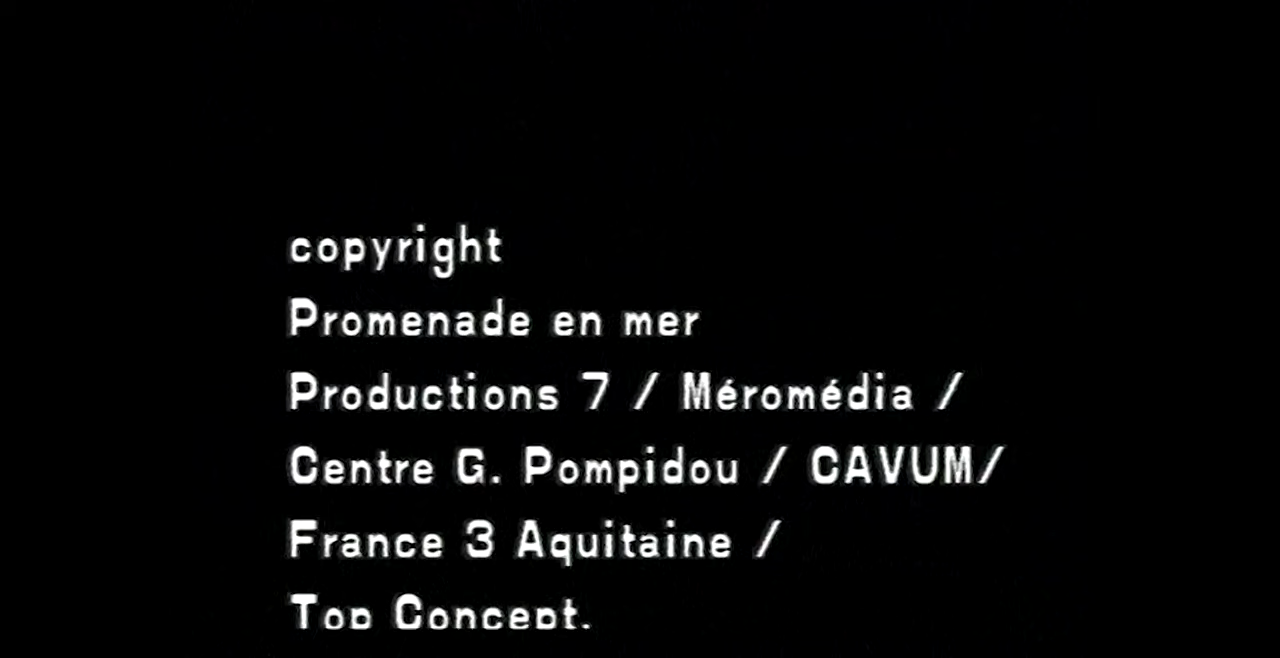 copyright
Promenade en mer
Productions 7 / Méromédia /
Centre G. Pompidou / CAVUM/
France 3 Aquitaine /
Top Concept.